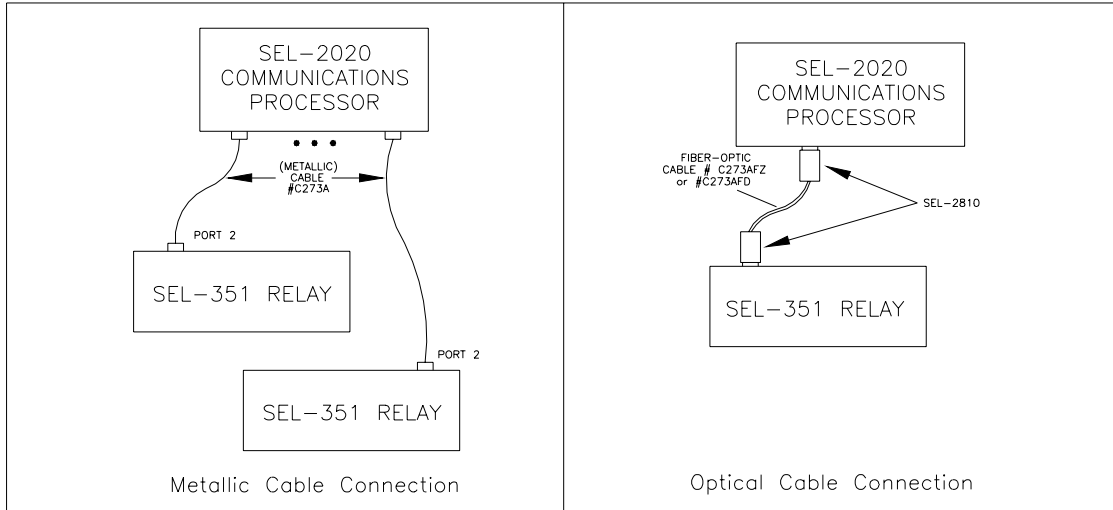 SEL-2020
COMMUNICATIONS
PROCESSOR
(METALLIC)
CABLE
#C273A
PORT 2
SEL-351 RELAY
PORT 2
SEL-351 RELAY
Metallic Cable Connection
SEL-2020
COMMUNICATIONS
PROCESSOR
FIBER-OPTIC
CABLE # C273AFZ
or #C273AFD
SEL-2810
SEL-351 RELAY
Optical Cable Connection